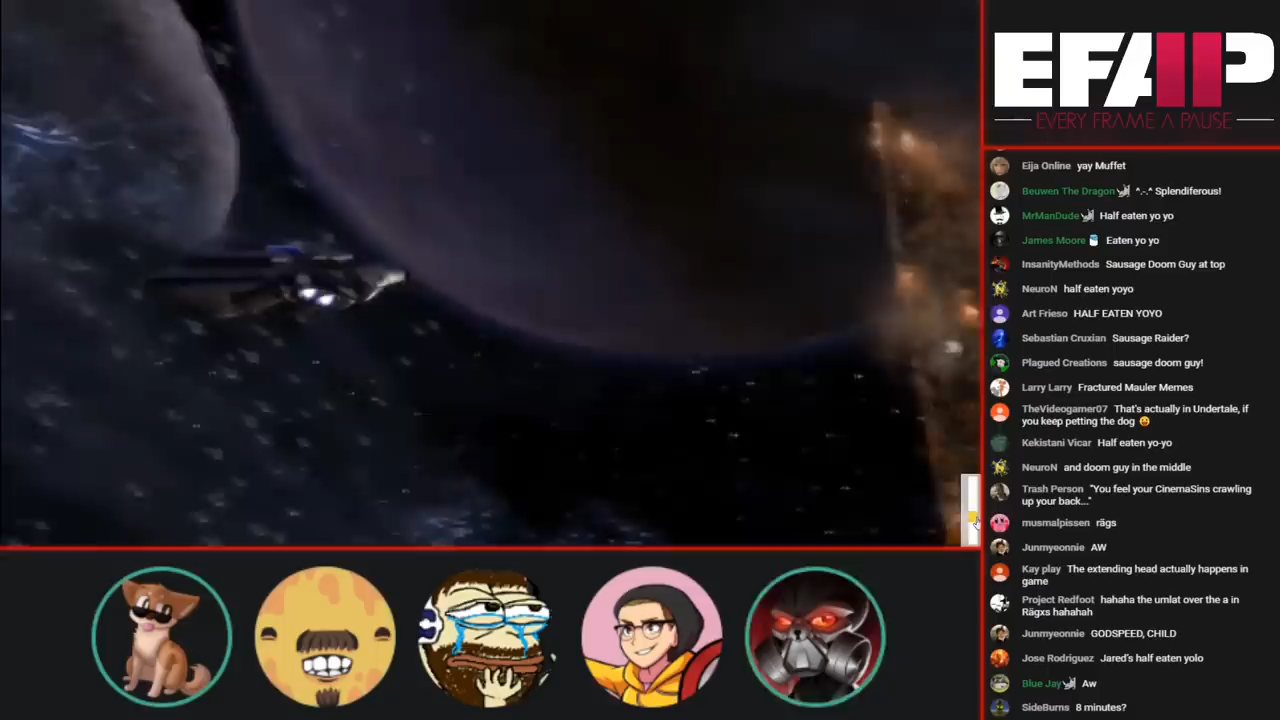 EFAP
EVERY FRAME A PAUSE
Eija Online yay Muffet
Beuwen The Dragon ^.-.^ Splendiferous!
MrManDude Half eaten yo yo
James Moore Eaten yo yo
InsanityMethods Sausage Doom Guy at top
NeuroN half eaten yoyo
Art Frieso HALF EATEN YOYO
Sebastian Cruxian Sausage Raider?
Plagued Creations sausage doom guy!
Larry Larry Fractured Mauler Memes
TheVideogamer07 That's actually in Undertale, if
you keep petting the dog
Kekistani Vicar Half eaten yo-yo
NeuroN and doom guy in the middle
Trash Person "You feel your CinemaSins crawling
up your back..."
musmalpissen rägs
Junmyeonnie AW
Kay play The extending head actually happens in
game
Project Redfoot hahaha the umlat over the a in
Rägxs hahahah
Junmyeonnie GODSPEED, CHILD
Jose Rodriguez Jared's half eaten yolo
Blue Jay Aw
SideBurns 8 minutes?